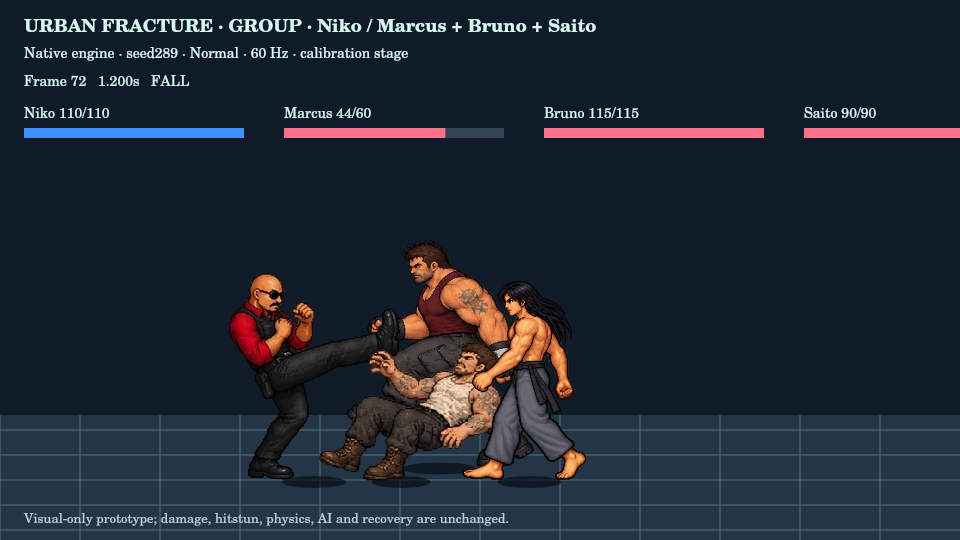 URBAN FRACTURE · GROUP · Niko / Marcus + Bruno + Saito
Native engine · seed289 · Normal · 60 Hz · calibration stage
Frame 72 1.200s FALL
Niko 110/110 Marcus 44/60 Bruno 115/115 Saito 90/90
Visual-only prototype; damage, hitstun, physics, AI and recovery are unchanged.